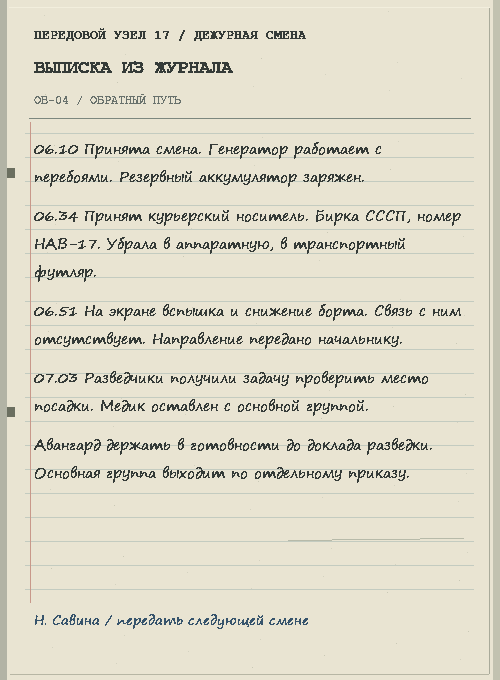 ПЕРЕДОВОЙ УЗЕЛ 17 / ДЕЖУРНАЯ СМЕНА
ВЫПИСКА ИЗ ЖУРНАЛА
ОВ-04 / ОБРАТНЫЙ ПУТЬ
06.10 Принята смена. Генератор работает с
перебоями. Резервный аккумулятор заряжен.
06.34 Принят курьерский носитель. Бирка СССП, номер
НАВ-17. Убрала в аппаратную, в транспортный
футляр.
06.51 На экране вспышка и снижение борта. Связь с ним
отсутствует. Направление передано начальнику.
07.03 Разведчики получили задачу проверить место
посадки. Медик оставлен с основной группой.
Авангард держать в готовности до доклада разведки.
Основная группа выходит по отдельному приказу.
Н. Савина / передать следующей смене